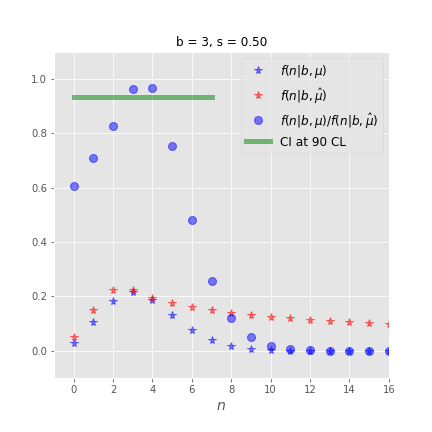 b = 3, s = 0.50
f(n|b, μ)
f(n|b, μ̂)
f(n|b, μ)/f(n|b, μ̂)
CI at 90 CL
1.0
0.8
0.6
0.4
0.2
0.0
0 2 4 6 8 10 12 14 16
n